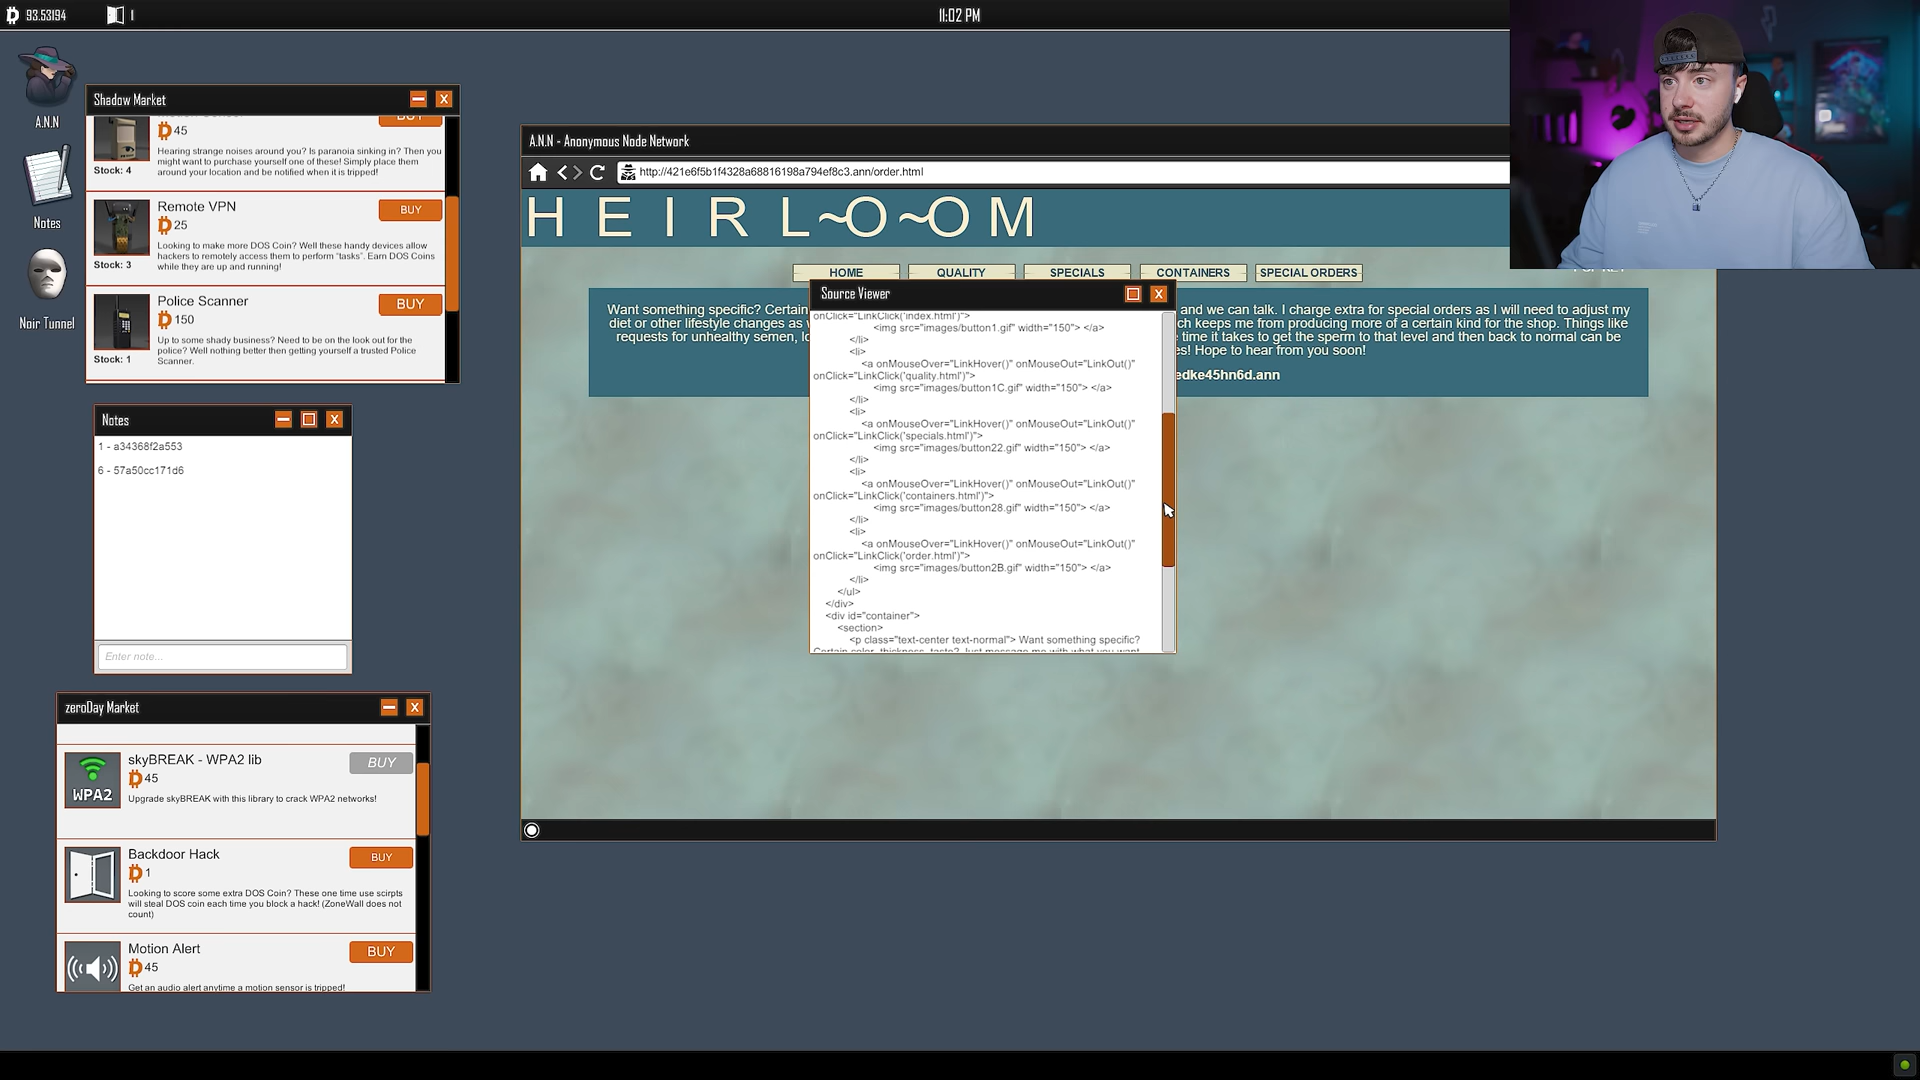 93.53194
1
11:02 PM
A.N.N
Notes
Noir Tunnel
Shadow Market
45
BUY
Hearing strange noises around you? Is paranoia sinking in? Then you
might want to purchase yourself one of these! Simply place them
around your location and be notified when it is tripped!
Stock: 4
Remote VPN
BUY
25
Looking to make more DOS Coin? Well these handy devices allow
hackers to remotely access them to perform "tasks". Earn DOS Coins
while they are up and running!
Stock: 3
Police Scanner
BUY
150
Up to some shady business? Need to be on the look out for the
police? Well nothing better then getting yourself a trusted Police
Scanner.
Stock: 1
Notes
1 - a34368f2a553
6 - 57a50cc171d6
Enter note...
zeroDay Market
skyBREAK - WPA2 lib
BUY
45
WPA2
Upgrade skyBREAK with this library to crack WPA2 networks!
Backdoor Hack
BUY
1
Looking to score some extra DOS Coin? These one time use scirpts
will steal DOS coin each time you block a hack! (ZoneWall does not
count)
Motion Alert
BUY
45
Get an audio alert anytime a motion sensor is tripped!
A.N.N - Anonymous Node Network
http://421e6f5b1f4328a68816198a794ef8c3.ann/order.html
HEIRL~O~OM
HOME
QUALITY
SPECIALS
CONTAINERS
SPECIAL ORDERS
Want something specific? Certain
and we can talk. I charge extra for special orders as I will need to adjust my
diet or other lifestyle changes as
ch keeps me from producing more of a certain kind for the shop. Things like
requests for unhealthy semen, lo
time it takes to get the sperm to that level and then back to normal can be
es! Hope to hear from you soon!
edke45hn6d.ann
Source Viewer
onClick="LinkClick('index.html')">
<img src="images/button1.gif" width="150"> </a>
</li>
<li>
<a onMouseOver="LinkHover()" onMouseOut="LinkOut()"
onClick="LinkClick('quality.html')">
<img src="images/button1C.gif" width="150"> </a>
</li>
<li>
<a onMouseOver="LinkHover()" onMouseOut="LinkOut()"
onClick="LinkClick('specials.html')">
<img src="images/button22.gif" width="150"> </a>
</li>
<li>
<a onMouseOver="LinkHover()" onMouseOut="LinkOut()"
onClick="LinkClick('containers.html')">
<img src="images/button28.gif" width="150"> </a>
</li>
<li>
<a onMouseOver="LinkHover()" onMouseOut="LinkOut()"
onClick="LinkClick('order.html')">
<img src="images/button2B.gif" width="150"> </a>
</li>
</ul>
</div>
<div id="container">
<section>
<p class="text-center text-normal"> Want something specific?